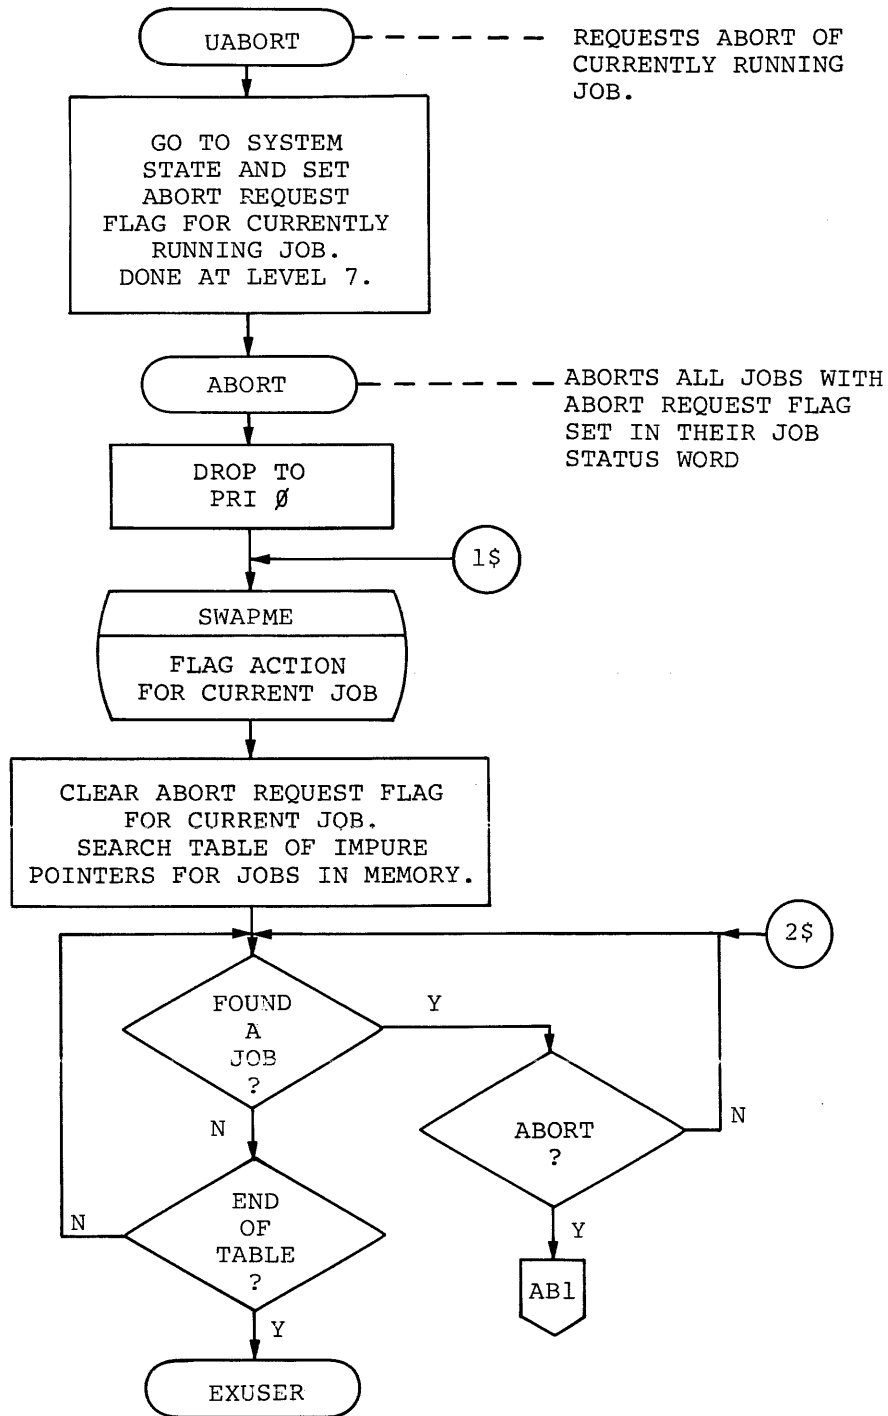 UABORT
REQUESTS ABORT OF
CURRENTLY RUNNING
JOB.
GO TO SYSTEM
STATE AND SET
ABORT REQUEST
FLAG FOR CURRENTLY
RUNNING JOB.
DONE AT LEVEL 7.
ABORT
ABORTS ALL JOBS WITH
ABORT REQUEST FLAG
SET IN THEIR JOB
STATUS WORD
DROP TO
PRI Ø
1$
SWAPME
FLAG ACTION
FOR CURRENT JOB
CLEAR ABORT REQUEST FLAG
FOR CURRENT JOB.
SEARCH TABLE OF IMPURE
POINTERS FOR JOBS IN MEMORY.
2$
FOUND
A
JOB
?
Y
N
ABORT
?
N
Y
AB1
END
OF
TABLE
?
N
Y
EXUSER